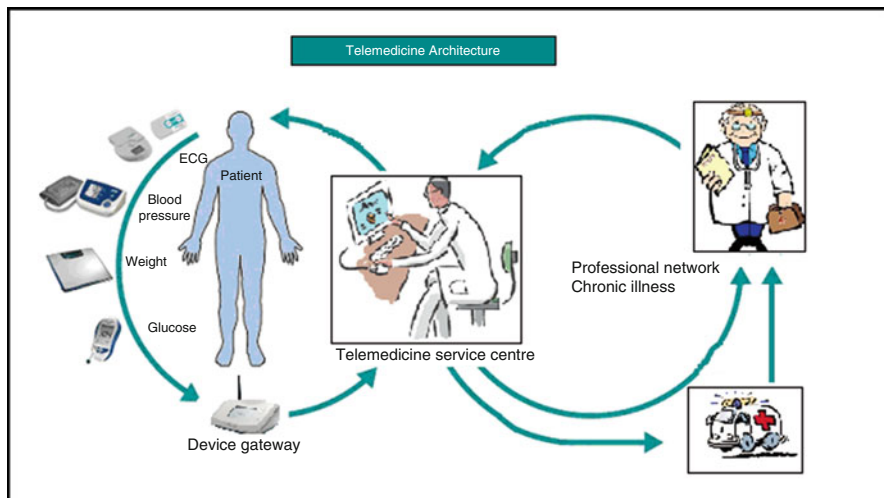 Telemedicine Architecture
ECG
Patient
Blood
pressure
Weight
Glucose
Device gateway
Telemedicine service centre
Professional network
Chronic illness